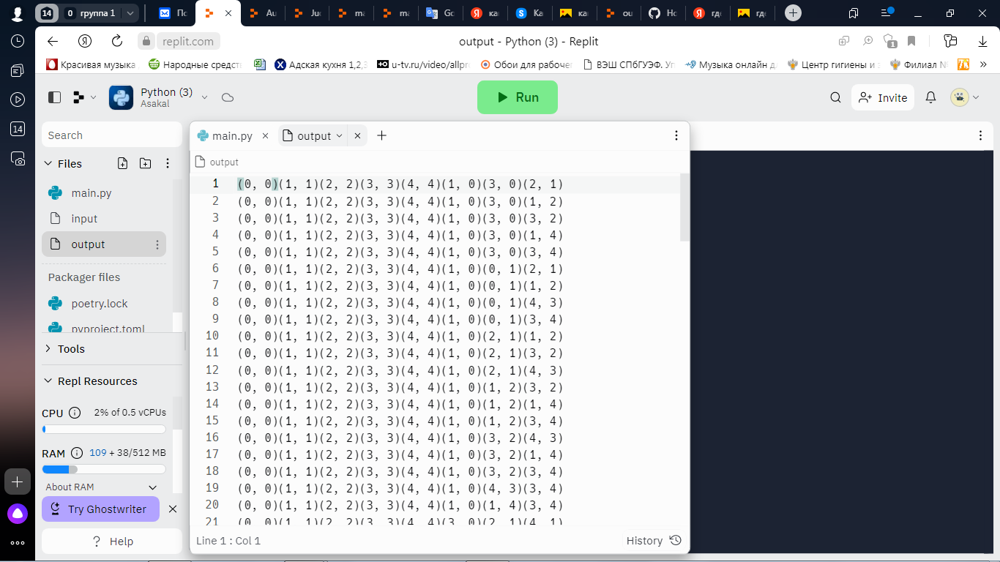 14 0 группа 1 По Au Juc ma ma Go ка Ка ка ou Нс где где
Я replit.com output - Python (3) - Replit 1
Красивая музыка Народные средст Адская кухня 1,2,3 u-tv.ru/video/allpr Обои для рабочег ВЭШ СПбГУЭФ. Уп Музыка онлайн д Центр гигиены и з Филиал №
Python (3)
Asakal
Run
Invite
14
Search
Files
main.py
input
output
Packager files
poetry.lock
pyproject.toml
Tools
Repl Resources
CPU 2% of 0.5 vCPUs
RAM 109 + 38/512 MB
About RAM
Try Ghostwriter
Help
main.py output
output
1 (0, 0)(1, 1)(2, 2)(3, 3)(4, 4)(1, 0)(3, 0)(2, 1)
2 (0, 0)(1, 1)(2, 2)(3, 3)(4, 4)(1, 0)(3, 0)(1, 2)
3 (0, 0)(1, 1)(2, 2)(3, 3)(4, 4)(1, 0)(3, 0)(3, 2)
4 (0, 0)(1, 1)(2, 2)(3, 3)(4, 4)(1, 0)(3, 0)(1, 4)
5 (0, 0)(1, 1)(2, 2)(3, 3)(4, 4)(1, 0)(3, 0)(3, 4)
6 (0, 0)(1, 1)(2, 2)(3, 3)(4, 4)(1, 0)(0, 1)(2, 1)
7 (0, 0)(1, 1)(2, 2)(3, 3)(4, 4)(1, 0)(0, 1)(1, 2)
8 (0, 0)(1, 1)(2, 2)(3, 3)(4, 4)(1, 0)(0, 1)(4, 3)
9 (0, 0)(1, 1)(2, 2)(3, 3)(4, 4)(1, 0)(0, 1)(3, 4)
10 (0, 0)(1, 1)(2, 2)(3, 3)(4, 4)(1, 0)(2, 1)(1, 2)
11 (0, 0)(1, 1)(2, 2)(3, 3)(4, 4)(1, 0)(2, 1)(3, 2)
12 (0, 0)(1, 1)(2, 2)(3, 3)(4, 4)(1, 0)(2, 1)(4, 3)
13 (0, 0)(1, 1)(2, 2)(3, 3)(4, 4)(1, 0)(1, 2)(3, 2)
14 (0, 0)(1, 1)(2, 2)(3, 3)(4, 4)(1, 0)(1, 2)(1, 4)
15 (0, 0)(1, 1)(2, 2)(3, 3)(4, 4)(1, 0)(1, 2)(3, 4)
16 (0, 0)(1, 1)(2, 2)(3, 3)(4, 4)(1, 0)(3, 2)(4, 3)
17 (0, 0)(1, 1)(2, 2)(3, 3)(4, 4)(1, 0)(3, 2)(1, 4)
18 (0, 0)(1, 1)(2, 2)(3, 3)(4, 4)(1, 0)(3, 2)(3, 4)
19 (0, 0)(1, 1)(2, 2)(3, 3)(4, 4)(1, 0)(4, 3)(3, 4)
20 (0, 0)(1, 1)(2, 2)(3, 3)(4, 4)(1, 0)(1, 4)(3, 4)
21 (0, 0)(1, 1)(2, 2)(3, 3)(4, 4)(3, 0)(2, 1)(4, 1)
Line 1 : Col 1 History